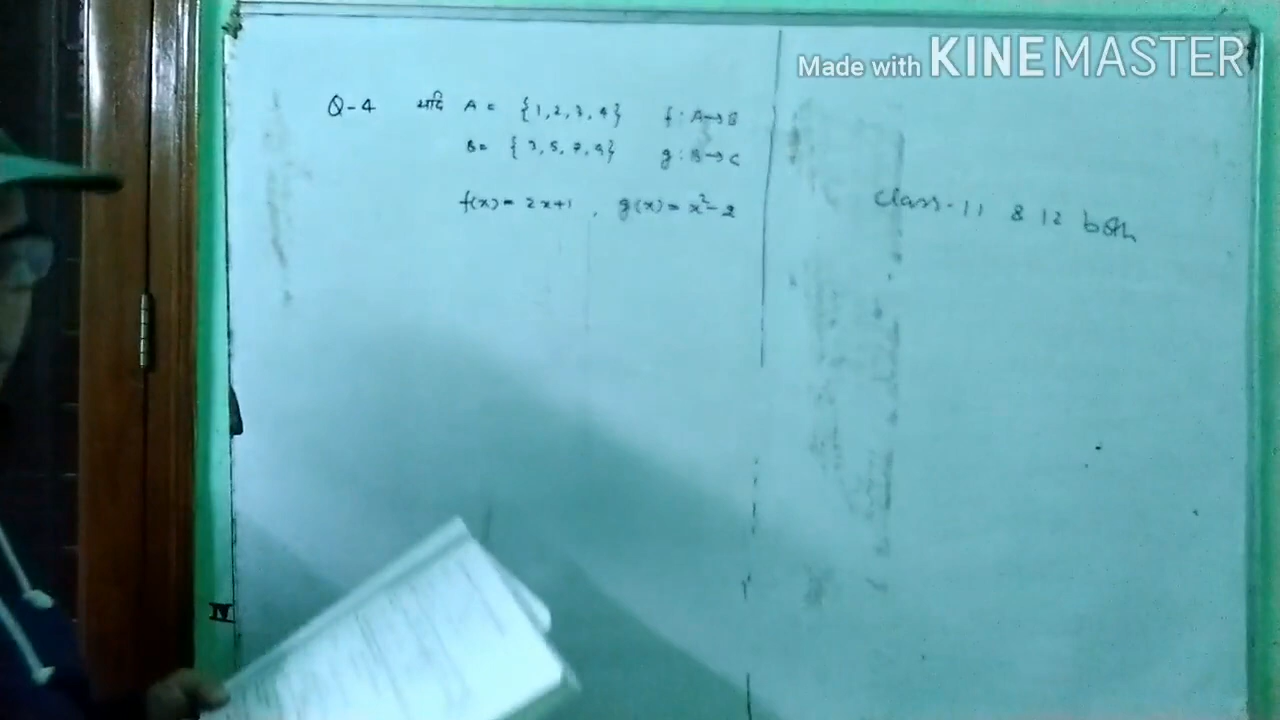 Made with KINEMASTER
Q-4 यदि A = {1, 2, 3, 4} f : A→B
B = {3, 5, 7, 9} g : B→C
f(x) = 2x+1 , g(x) = x²-2
Class-11 & 12 both
IV